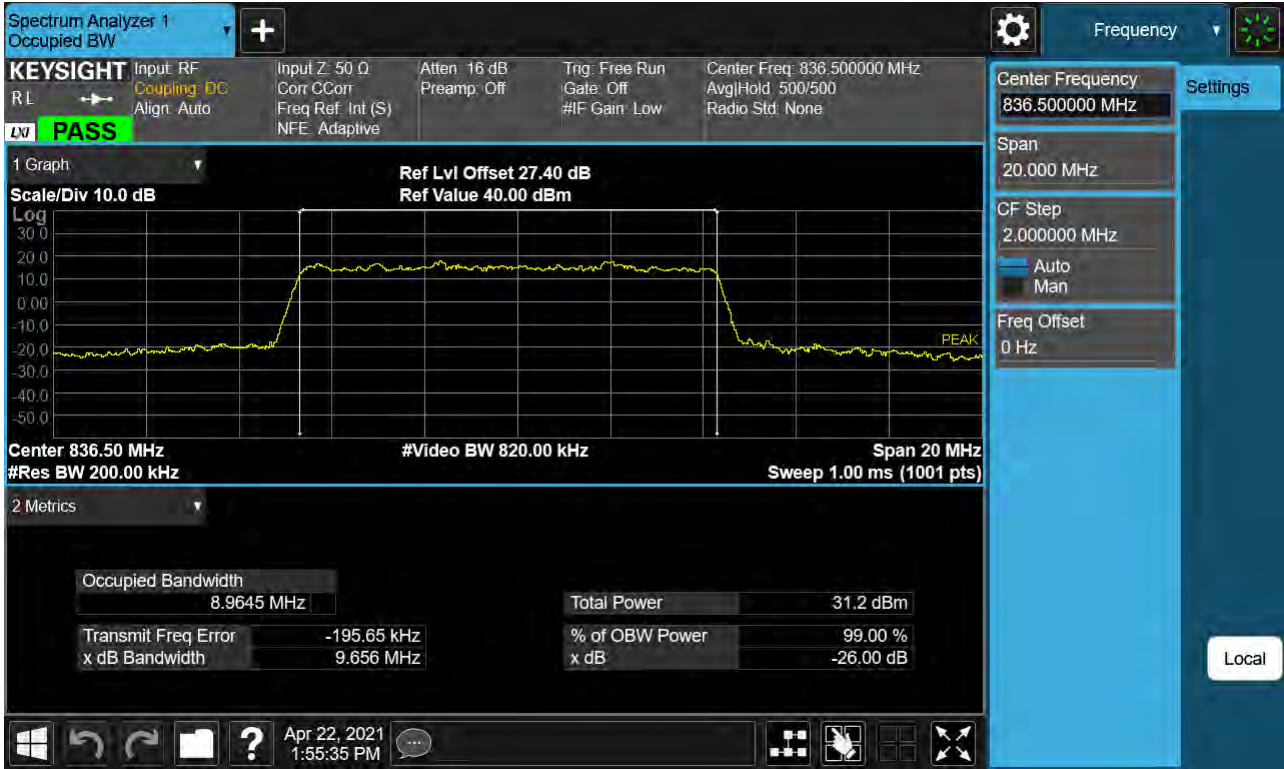 Spectrum Analyzer 1
Occupied BW
Frequency
KEYSIGHT
R L
LXI PASS
Input: RF
Coupling: DC
Align: Auto
Input Z: 50 Ω
Corr CCorr
Freq Ref: Int (S)
NFE: Adaptive
Atten: 16 dB
Preamp: Off
Trig: Free Run
Gate: Off
#IF Gain: Low
Center Freq: 836.500000 MHz
Avg|Hold: 500/500
Radio Std: None
Center Frequency
836.500000 MHz
Settings
Span
20.000 MHz
CF Step
2.000000 MHz
Auto
Man
Freq Offset
0 Hz
Local
1 Graph
Scale/Div 10.0 dB
Ref Lvl Offset 27.40 dB
Ref Value 40.00 dBm
Log
30.0
20.0
10.0
0.00
-10.0
-20.0
-30.0
-40.0
-50.0
PEAK
Center 836.50 MHz
#Video BW 820.00 kHz
Span 20 MHz
#Res BW 200.00 kHz
Sweep 1.00 ms (1001 pts)
2 Metrics
Occupied Bandwidth
8.9645 MHz
Total Power 31.2 dBm
Transmit Freq Error -195.65 kHz
% of OBW Power 99.00 %
x dB Bandwidth 9.656 MHz
x dB -26.00 dB
?
Apr 22, 2021
1:55:35 PM